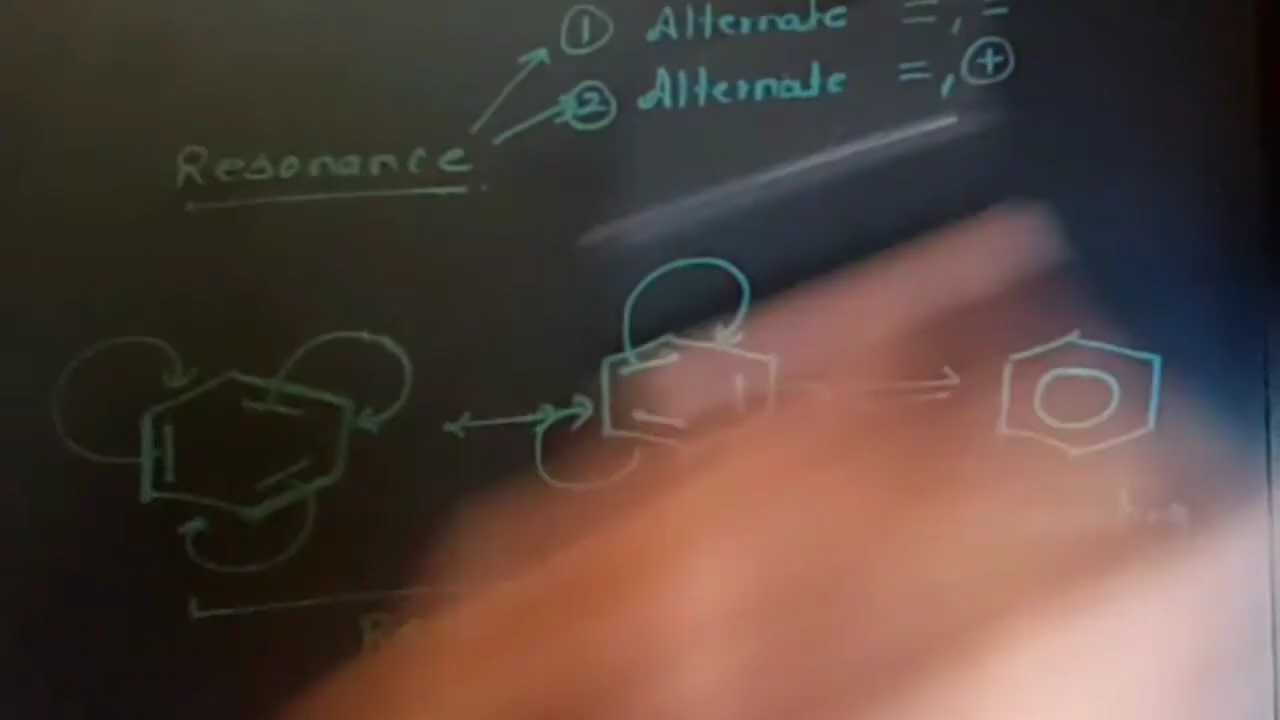 ① Alternate =, =
② Alternate =, ⊕
Resonance